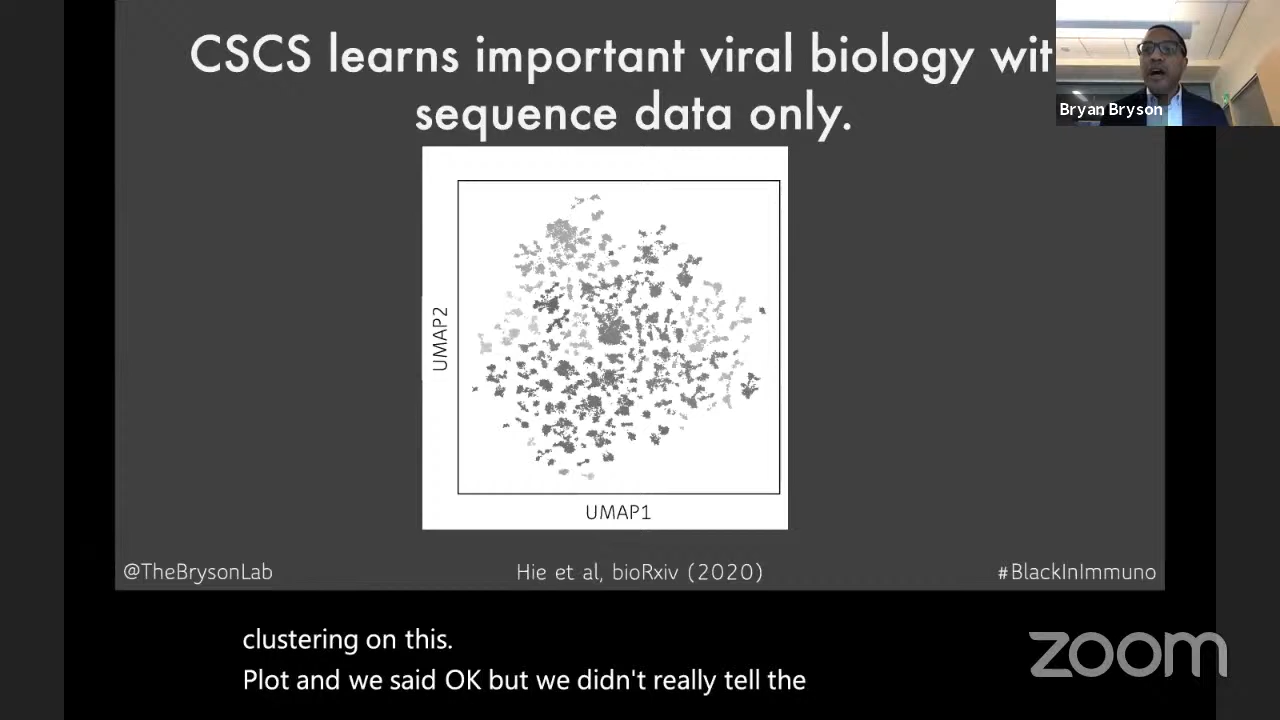 CSCS learns important viral biology wit
sequence data only.
Bryan Bryson
UMAP2
UMAP1
@TheBrysonLab
Hie et al, bioRxiv (2020)
#BlackInImmuno
clustering on this.
Plot and we said OK but we didn't really tell the
zoom